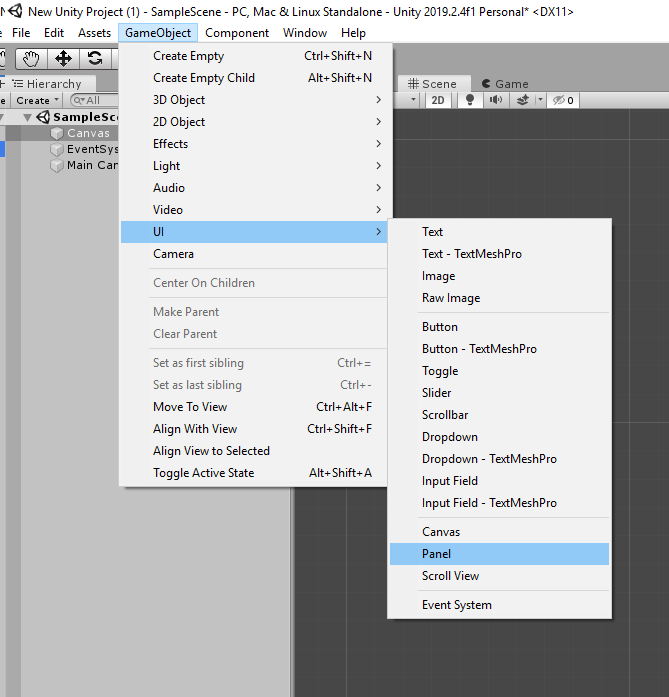 New Unity Project (1) - SampleScene - PC, Mac & Linux Standalone - Unity 2019.2.4f1 Personal* <DX11>
File Edit Assets GameObject Component Window Help
Hierarchy
Create All
SampleSce
Canvas
EventSys
Main Can
Create Empty Ctrl+Shift+N
Create Empty Child Alt+Shift+N
3D Object
2D Object
Effects
Light
Audio
Video
UI
Camera
Center On Children
Make Parent
Clear Parent
Set as first sibling Ctrl+=
Set as last sibling Ctrl+-
Move To View Ctrl+Alt+F
Align With View Ctrl+Shift+F
Align View to Selected
Toggle Active State Alt+Shift+A
Scene Game
2D 0
Text
Text - TextMeshPro
Image
Raw Image
Button
Button - TextMeshPro
Toggle
Slider
Scrollbar
Dropdown
Dropdown - TextMeshPro
Input Field
Input Field - TextMeshPro
Canvas
Panel
Scroll View
Event System